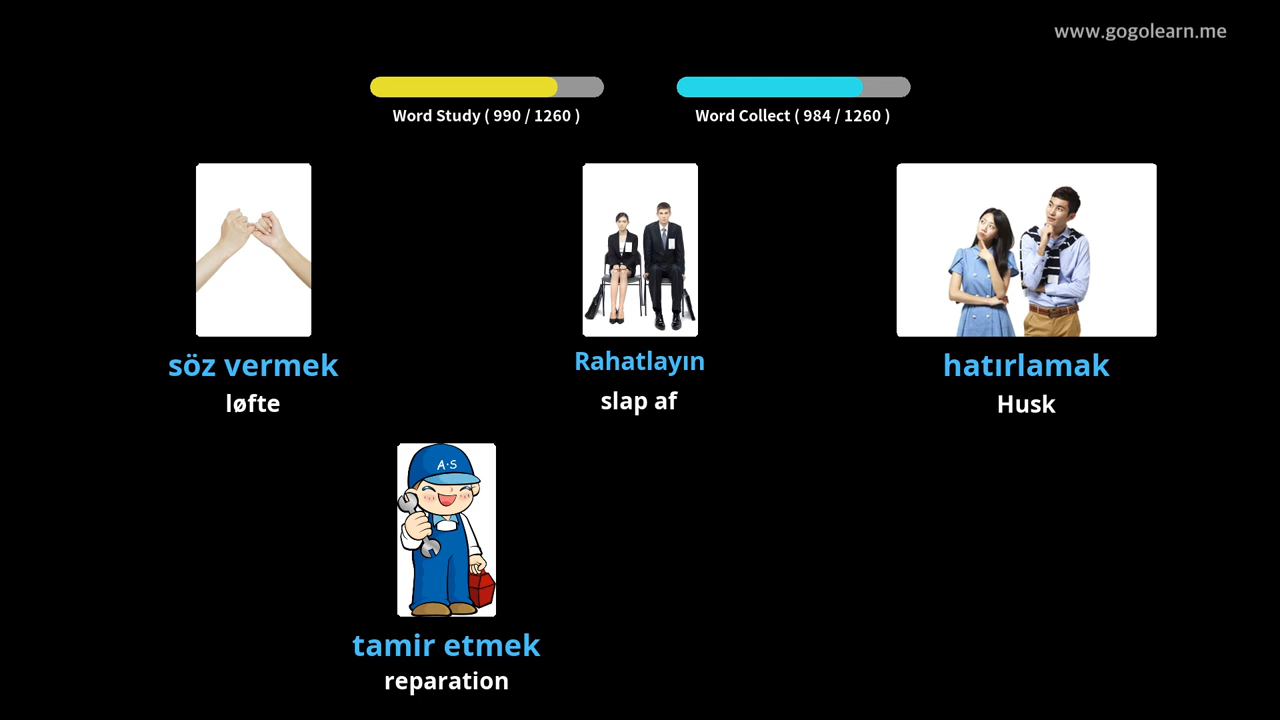 www.gogolearn.me
Word Study ( 990 / 1260 )
Word Collect ( 984 / 1260 )
söz vermek
løfte
Rahatlayın
slap af
hatırlamak
Husk
A·S
tamir etmek
reparation